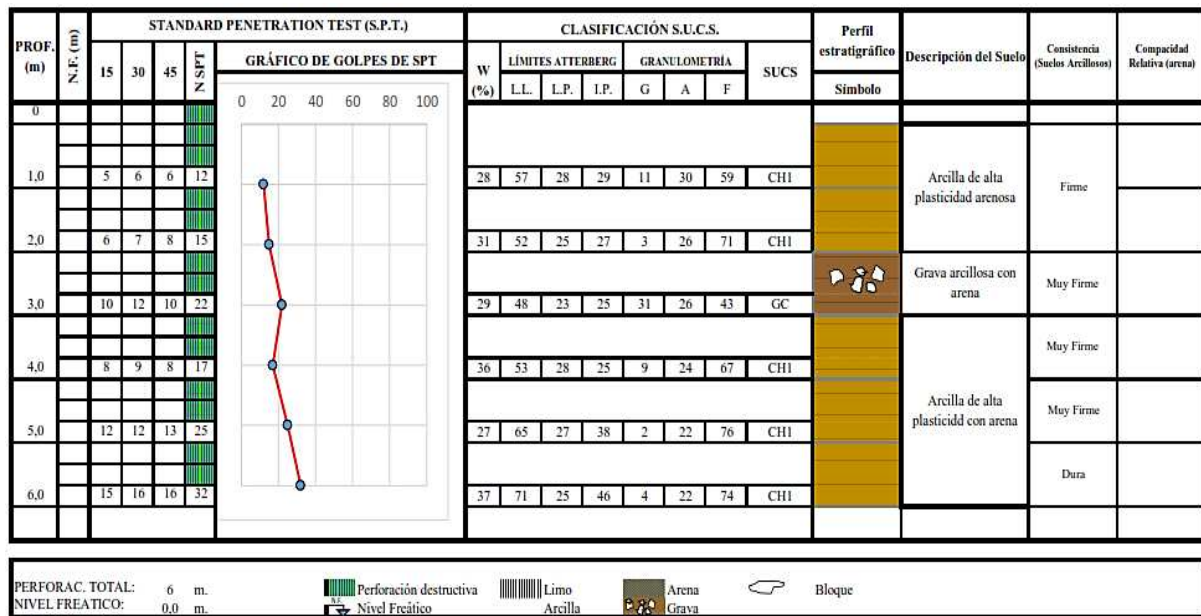 STANDARD PENETRATION TEST (S.P.T.)
CLASIFICACIÓN S.U.C.S.
PROF. (m)
N.F. (m)
15 30 45 N SPT
GRÁFICO DE GOLPES DE SPT
W (%)
LÍMITES ATTERBERG
GRANULOMETRÍA
SUCS
L.L. L.P. I.P. G A F
Perfil estratigráfico
Símbolo
Descripción del Suelo
Consistencia (Suelos Arcillosos)
Compacidad Relativa (arena)
0 20 40 60 80 100
0
1,0 5 6 6 12 28 57 28 29 11 30 59 CH1
Arcilla de alta
plasticidad arenosa
Firme
2,0 6 7 8 15 31 52 25 27 3 26 71 CH1
Grava arcillosa con
arena
Muy Firme
3,0 10 12 10 22 29 48 23 25 31 26 43 GC
Muy Firme
4,0 8 9 8 17 36 53 28 25 9 24 67 CH1
Arcilla de alta
plasticidd con arena
Muy Firme
5,0 12 12 13 25 27 65 27 38 2 22 76 CH1
Dura
6,0 15 16 16 32 37 71 25 46 4 22 74 CH1
PERFORAC. TOTAL: 6 m.
Perforación destructiva
Limo
Arena
Bloque
NIVEL FREATICO: 0,0 m.
N.F.
Nivel Freático
Arcilla
Grava